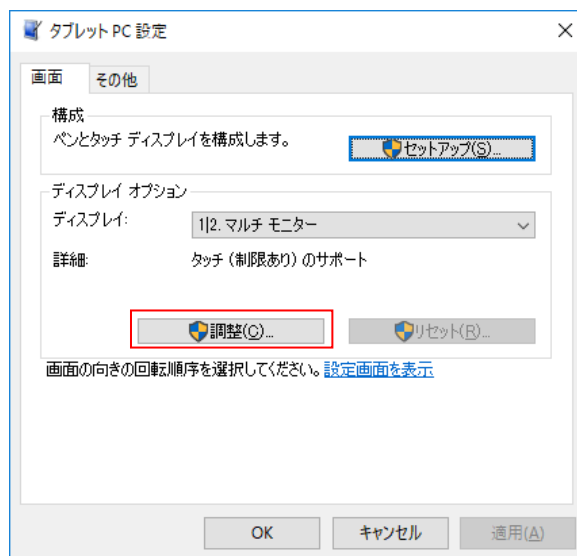 タブレット PC 設定
画面
その他
構成
ペンとタッチ ディスプレイを構成します。
セットアップ(S)...
ディスプレイ オプション
ディスプレイ:
1|2. マルチ モニター
詳細:
タッチ (制限あり) のサポート
調整(C)...
リセット(R)...
画面の向きの回転順序を選択してください。設定画面を表示
OK
キャンセル
適用(A)